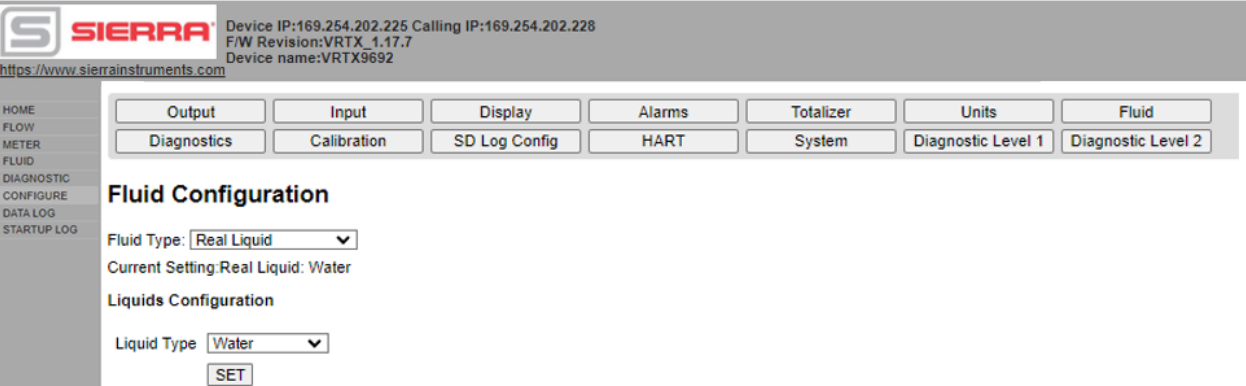 S SIERRA
Device IP:169.254.202.225 Calling IP:169.254.202.228
F/W Revision:VRTX_1.17.7
Device name:VRTX9692
https://www.sierrainstruments.com
HOME
FLOW
METER
FLUID
DIAGNOSTIC
CONFIGURE
DATA LOG
STARTUP LOG
Output Input Display Alarms Totalizer Units Fluid
Diagnostics Calibration SD Log Config HART System Diagnostic Level 1 Diagnostic Level 2
Fluid Configuration
Fluid Type: Real Liquid
Current Setting:Real Liquid: Water
Liquids Configuration
Liquid Type Water
SET